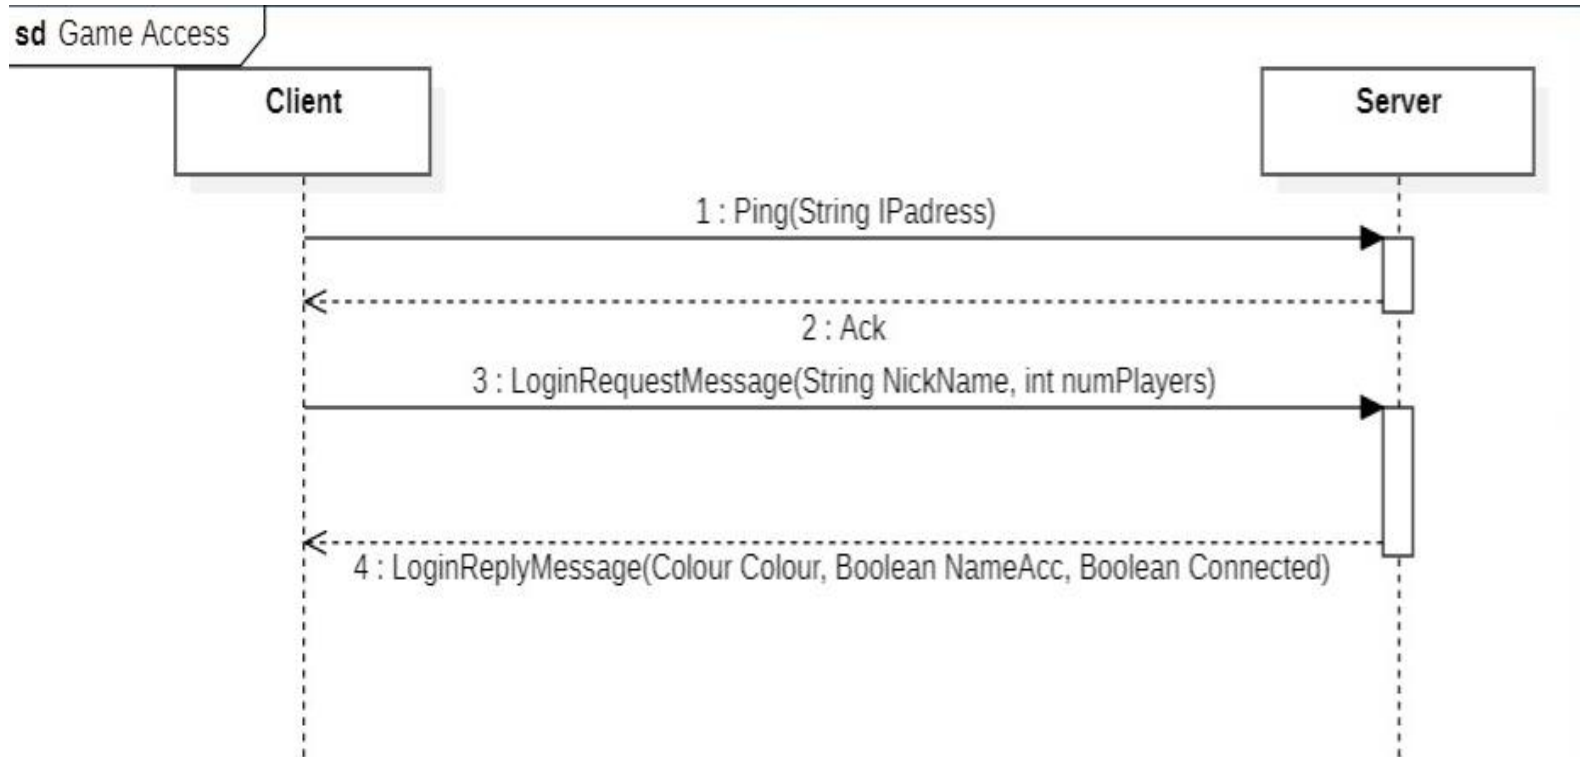 sd Game Access
Client
Server
1 : Ping(String IPadress)
2 : Ack
3 : LoginRequestMessage(String NickName, int numPlayers)
4 : LoginReplyMessage(Colour Colour, Boolean NameAcc, Boolean Connected)